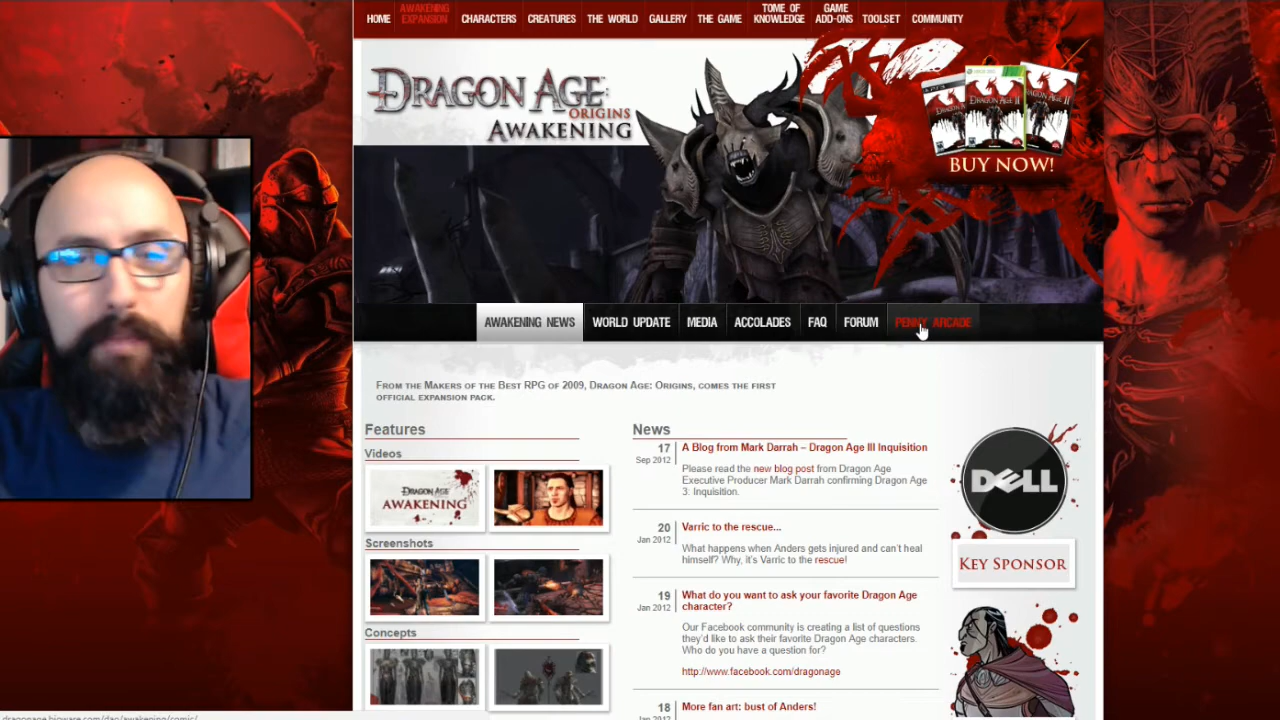 HOME
AWAKENING
EXPANSION
CHARACTERS
CREATURES
THE WORLD
GALLERY
THE GAME
TOME OF
KNOWLEDGE
GAME
ADD-ONS
TOOLSET
COMMUNITY
DRAGON AGE:
ORIGINS
AWAKENING
DRAGON AGE II
BUY NOW!
AWAKENING NEWS
WORLD UPDATE
MEDIA
ACCOLADES
FAQ
FORUM
PENNY ARCADE
From the Makers of the Best RPG of 2009, Dragon Age: Origins, comes the first
official expansion pack.
Features
Videos
DRAGON AGE
AWAKENING
Screenshots
Concepts
News
17
Sep 2012
A Blog from Mark Darrah – Dragon Age III Inquisition
Please read the new blog post from Dragon Age
Executive Producer Mark Darrah confirming Dragon Age
3: Inquisition.
20
Jan 2012
Varric to the rescue...
What happens when Anders gets injured and can't heal
himself? Why, it's Varric to the rescue!
19
Jan 2012
What do you want to ask your favorite Dragon Age
character?
Our Facebook community is creating a list of questions
they'd like to ask their favorite Dragon Age characters.
Who do you have a question for?
http://www.facebook.com/dragonage
18
Jan 2012
More fan art: bust of Anders!
DELL
KEY SPONSOR
dragonage.bioware.com/dao/awakening/comic/